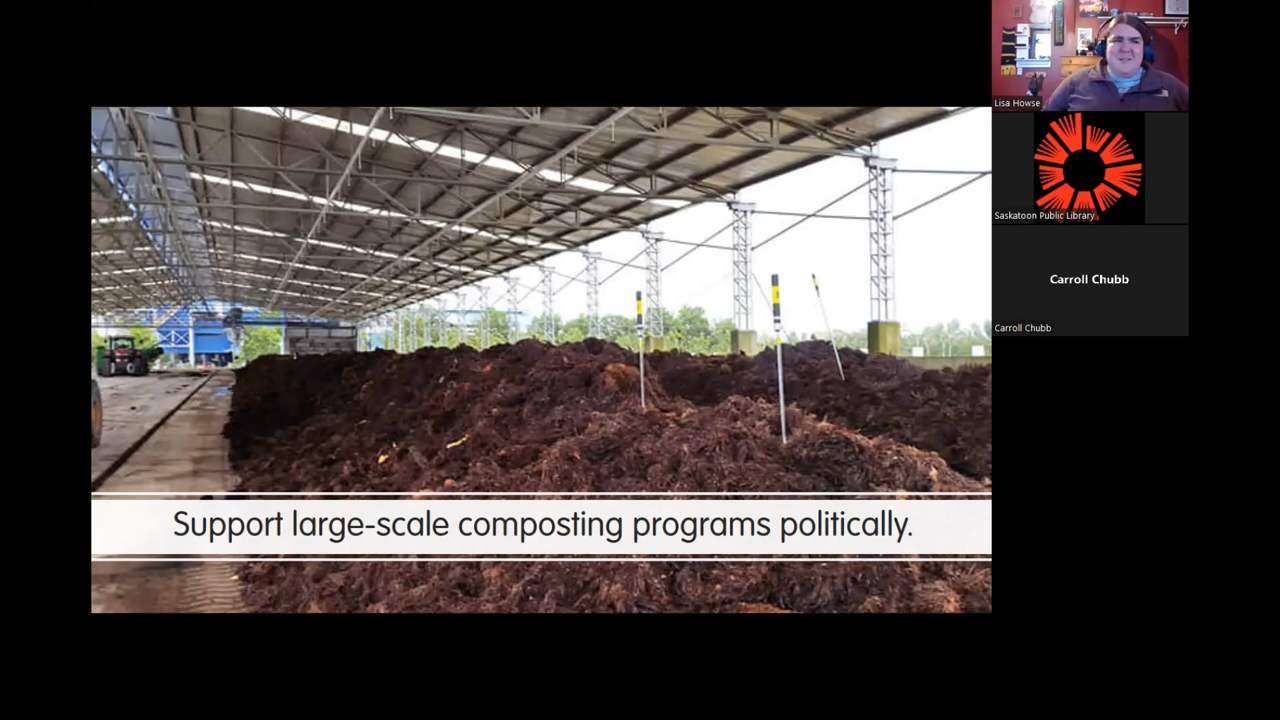 Lisa Howse
Saskatoon Public Library
Carroll Chubb
Carroll Chubb
Support large-scale composting programs politically.